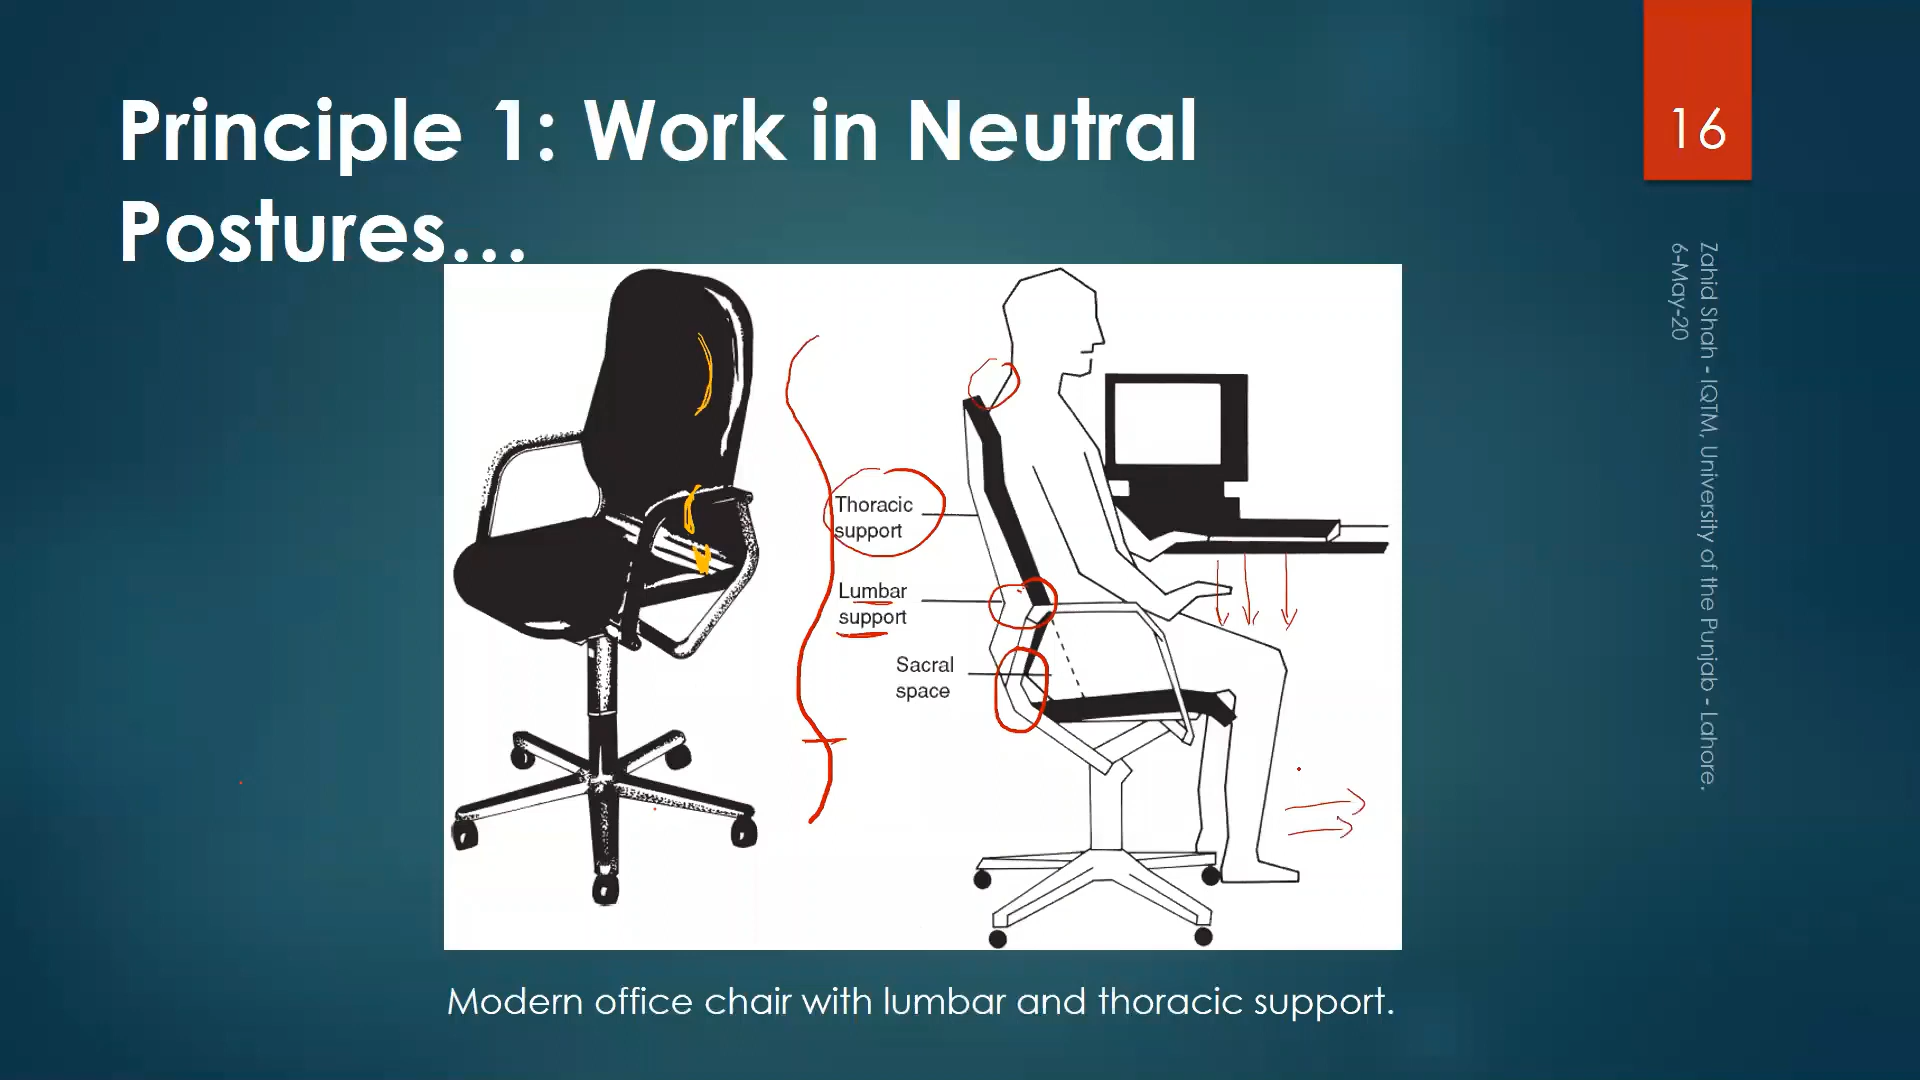 Principle 1: Work in Neutral
Postures…
16
Zahid Shah - IQTM, University of the Punjab - Lahore.
6-May-20
Thoracic
support
Lumbar
support
Sacral
space
Modern office chair with lumbar and thoracic support.